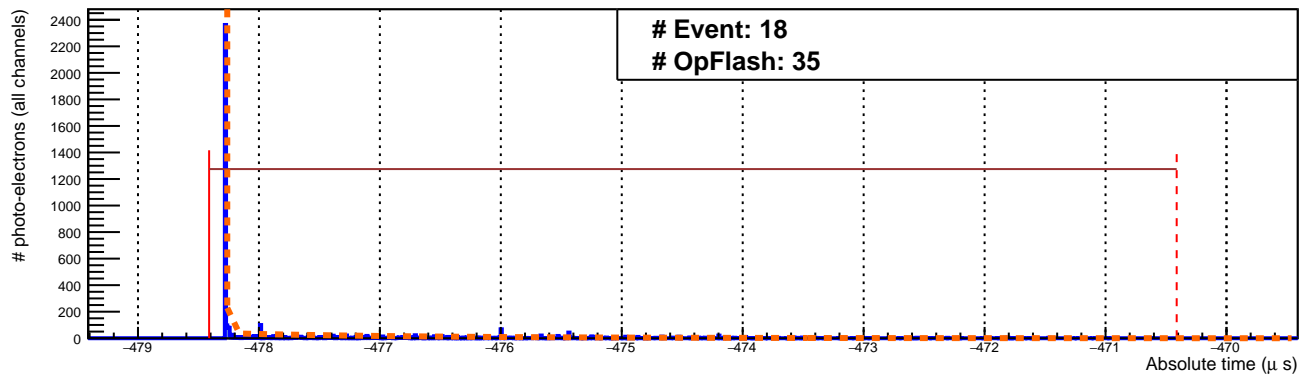 # Event: 18
# OpFlash: 35
# photo-electrons (all channels)
2400
2200
2000
1800
1600
1400
1200
1000
800
600
400
200
0
−479 −478 −477 −476 −475 −474 −473 −472 −471 −470
Absolute time (μ s)